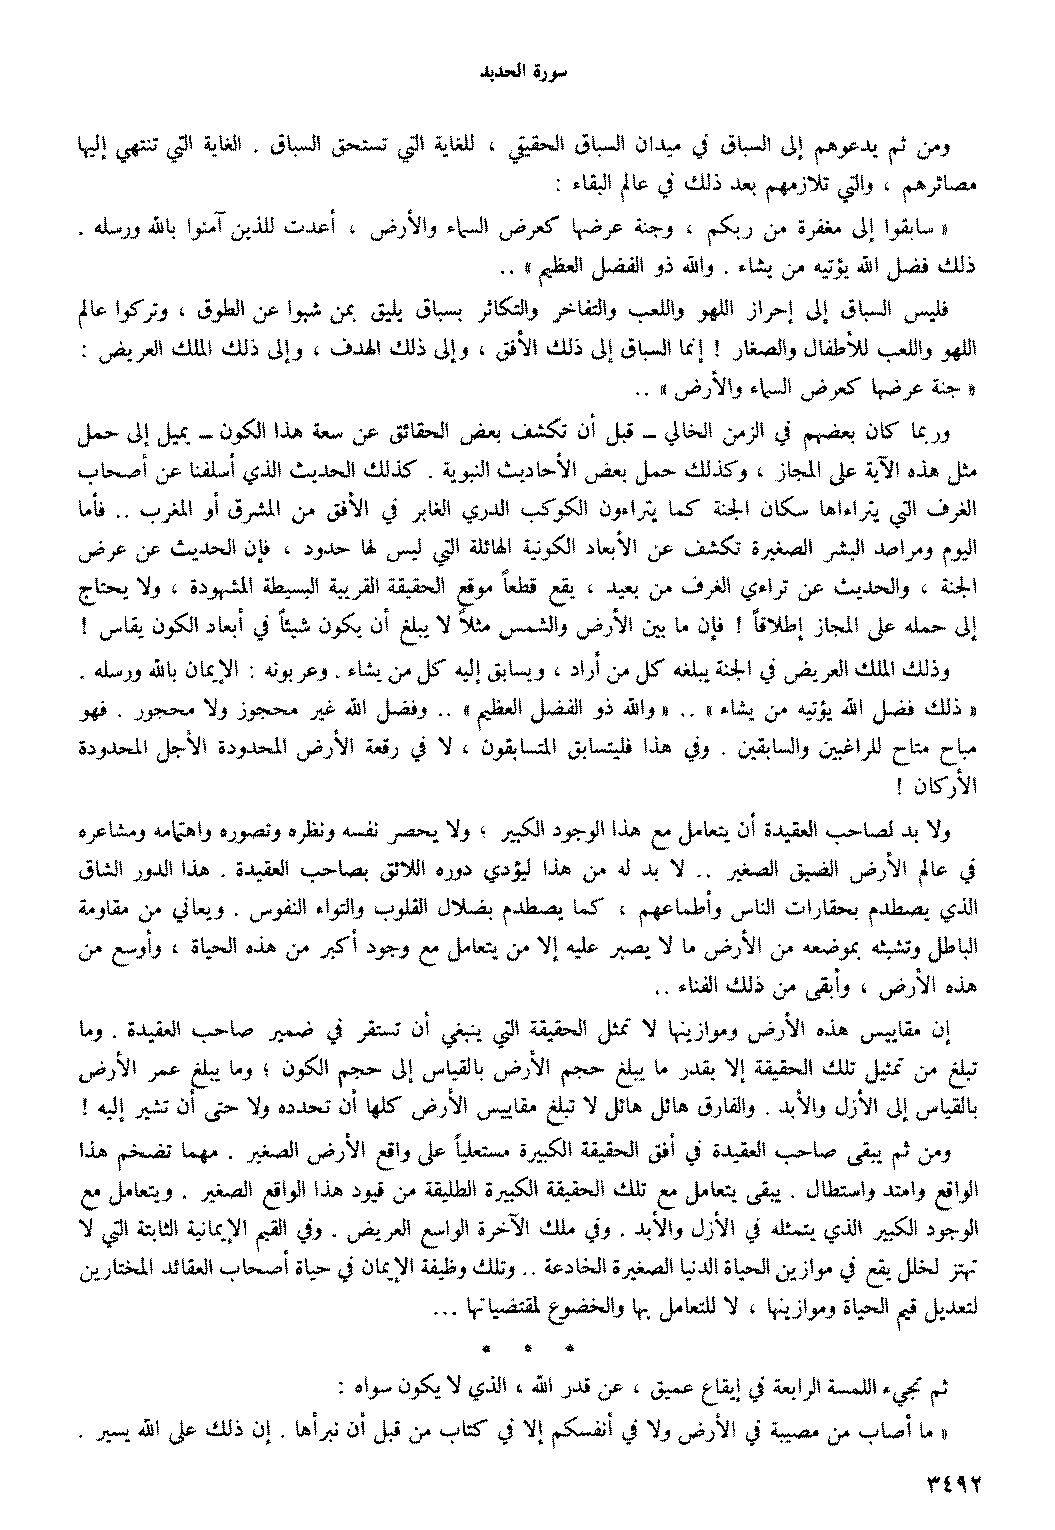 سورة الحديد
ومن ثم يدعوهم إلى السباق في ميدان السباق الحقيقي ، للغاية التي تستحق السباق . الغاية التي تنتهي إليها
مصائرهم ، والتي تلازمهم بعد ذلك في عالم البقاء :
« سابقوا إلى مغفرة من ربكم ، وجنة عرضها كعرض السماء والأرض ، أعدت للذين آمنوا بالله ورسله .
ذلك فضل الله يؤتيه من يشاء . والله ذو الفضل العظيم » ..
فليس السباق إلى إحراز اللهو واللعب والتفاخر والتكاثر بسباق يليق بمن شبوا عن الطوق ، وتركوا عالم
اللهو واللعب للأطفال والصغار ! إنما السباق إلى ذلك الأفق ، وإلى ذلك الهدف ، وإلى ذلك الملك العريض :
« جنة عرضها كعرض السماء والأرض » ..
وربما كان بعضهم في الزمن الخالي ــ قبل أن تكشف بعض الحقائق عن سعة هذا الكون ــ يميل إلى حمل
مثل هذه الآية على المجاز ، وكذلك حمل بعض الأحاديث النبوية . كذلك الحديث الذي أسلفنا عن أصحاب
الغرف التي يتراءاها سكان الجنة كما يتراءون الكوكب الدري الغابر في الأفق من المشرق أو المغرب .. فأما
اليوم ومراصد البشر الصغيرة تكشف عن الأبعاد الكونية الهائلة التي ليس لها حدود ، فإن الحديث عن عرض
الجنة ، والحديث عن تراءي الغرف من بعيد ، يقع قطعاً موقع الحقيقة القريبة البسيطة المشهودة ، ولا يحتاج
إلى حمله على المجاز إطلاقاً ! فإن ما بين الأرض والشمس مثلاً لا يبلغ أن يكون شيئاً في أبعاد الكون يقاس !
وذلك الملك العريض في الجنة يبلغه كل من أراد ، ويسابق إليه كل من يشاء . وعربونه : الإيمان بالله ورسله .
« ذلك فضل الله يؤتيه من يشاء » .. « والله ذو الفضل العظيم » .. وفضل الله غير محجوز ولا محجور . فهو
مباح متاح للراغبين والسابقين . وفي هذا فليتسابق المتسابقون ، لا في رقعة الأرض المحدودة الأجل المحدودة
الأركان !
ولا بد لصاحب العقيدة أن يتعامل مع هذا الوجود الكبير ؛ ولا يحصر نفسه ونظره وتصوره واهتمامه ومشاعره
في عالم الأرض الضيق الصغير .. لا بد له من هذا ليؤدي دوره اللائق بصاحب العقيدة . هذا الدور الشاق
الذي يصطدم بحقارات الناس وأطماعهم ، كما يصطدم بضلال القلوب والتواء النفوس . ويعاني من مقاومة
الباطل وتشبثه بموضعه من الأرض ما لا يصبر عليه إلا من يتعامل مع وجود أكبر من هذه الحياة ، وأوسع من
هذه الأرض ، وأبقى من ذلك الفناء ..
إن مقاييس هذه الأرض وموازينها لا تمثل الحقيقة التي ينبغي أن تستقر في ضمير صاحب العقيدة . وما
تبلغ من تمثيل تلك الحقيقة إلا بقدر ما يبلغ حجم الأرض بالقياس إلى حجم الكون ؛ وما يبلغ عمر الأرض
بالقياس إلى الأزل والأبد . والفارق هائل هائل لا تبلغ مقاييس الأرض كلها أن تحدده ولا حتى أن تشير إليه !
ومن ثم يبقى صاحب العقيدة في أفق الحقيقة الكبيرة مستعلياً على واقع الأرض الصغير . مهما تضخم هذا
الواقع وامتد واستطال . يبقى يتعامل مع تلك الحقيقة الكبيرة الطليقة من قيود هذا الواقع الصغير . ويتعامل مع
الوجود الكبير الذي يتمثله في الأزل والأبد . وفي ملك الآخرة الواسع العريض . وفي القيم الإيمانية الثابتة التي لا
تهتز لخلل يقع في موازين الحياة الدنيا الصغيرة الخادعة .. وتلك وظيفة الإيمان في حياة أصحاب العقائد المختارين
لتعديل قيم الحياة وموازينها ، لا للتعامل بها والخضوع لمقتضياتها ...
* * *
ثم تجيء اللمسة الرابعة في إيقاع عميق ، عن قدر الله ، الذي لا يكون سواه :
« ما أصاب من مصيبة في الأرض ولا في أنفسكم إلا في كتاب من قبل أن نبرأها . إن ذلك على الله يسير .
٣٤٩٢